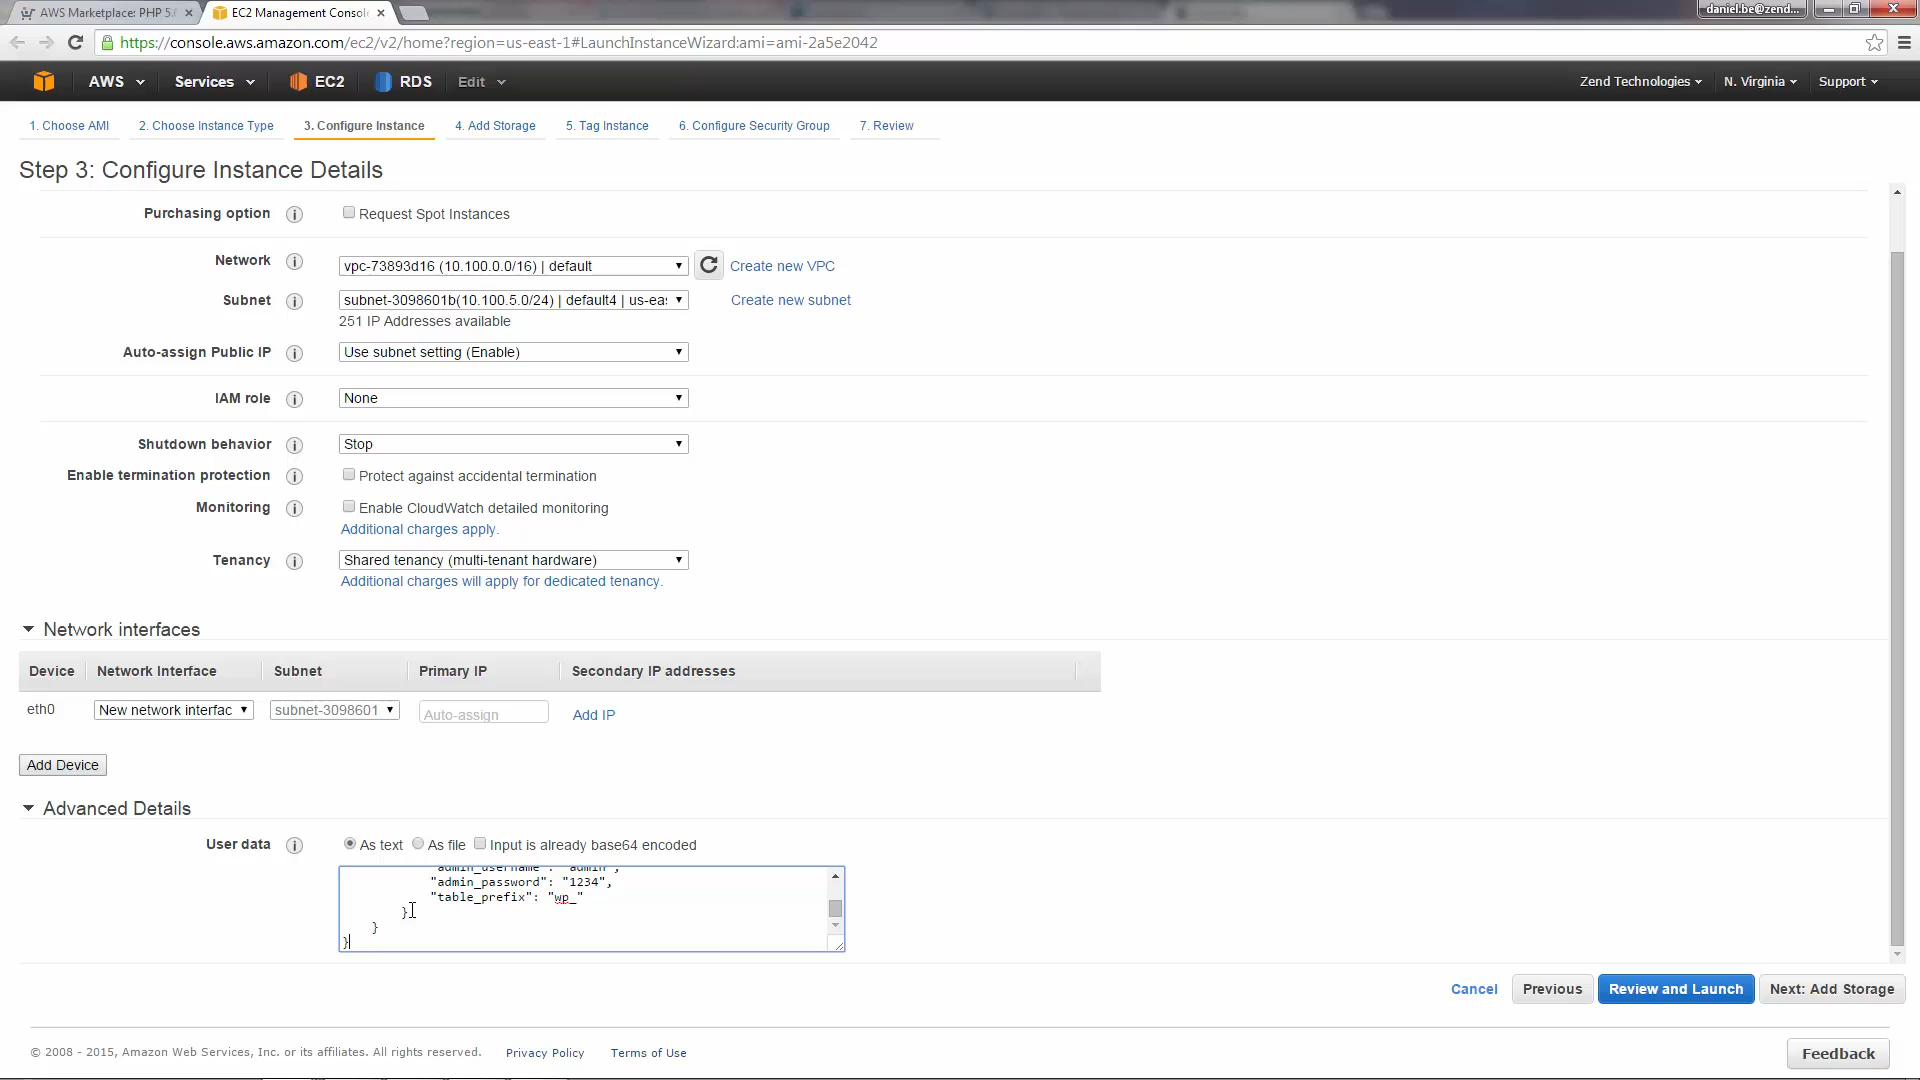 AWS Marketplace: PHP 5.
EC2 Management Consol
daniel.be@zend...
https://console.aws.amazon.com/ec2/v2/home?region=us-east-1#LaunchInstanceWizard:ami=ami-2a5e2042
AWS Services EC2 RDS Edit Zend Technologies N. Virginia Support
1. Choose AMI 2. Choose Instance Type 3. Configure Instance 4. Add Storage 5. Tag Instance 6. Configure Security Group 7. Review
Step 3: Configure Instance Details
Purchasing option Request Spot Instances
Network vpc-73893d16 (10.100.0.0/16) | default Create new VPC
Subnet subnet-3098601b(10.100.5.0/24) | default4 | us-eas Create new subnet
251 IP Addresses available
Auto-assign Public IP Use subnet setting (Enable)
IAM role None
Shutdown behavior Stop
Enable termination protection Protect against accidental termination
Monitoring Enable CloudWatch detailed monitoring
Additional charges apply.
Tenancy Shared tenancy (multi-tenant hardware)
Additional charges will apply for dedicated tenancy.
Network interfaces
Device Network Interface Subnet Primary IP Secondary IP addresses
eth0 New network interfac subnet-3098601 Auto-assign Add IP
Add Device
Advanced Details
User data As text As file Input is already base64 encoded
"admin_username": "admin",
"admin_password": "1234",
"table_prefix": "wp_"
}
}
}
Cancel Previous Review and Launch Next: Add Storage
© 2008 - 2015, Amazon Web Services, Inc. or its affiliates. All rights reserved. Privacy Policy Terms of Use
Feedback